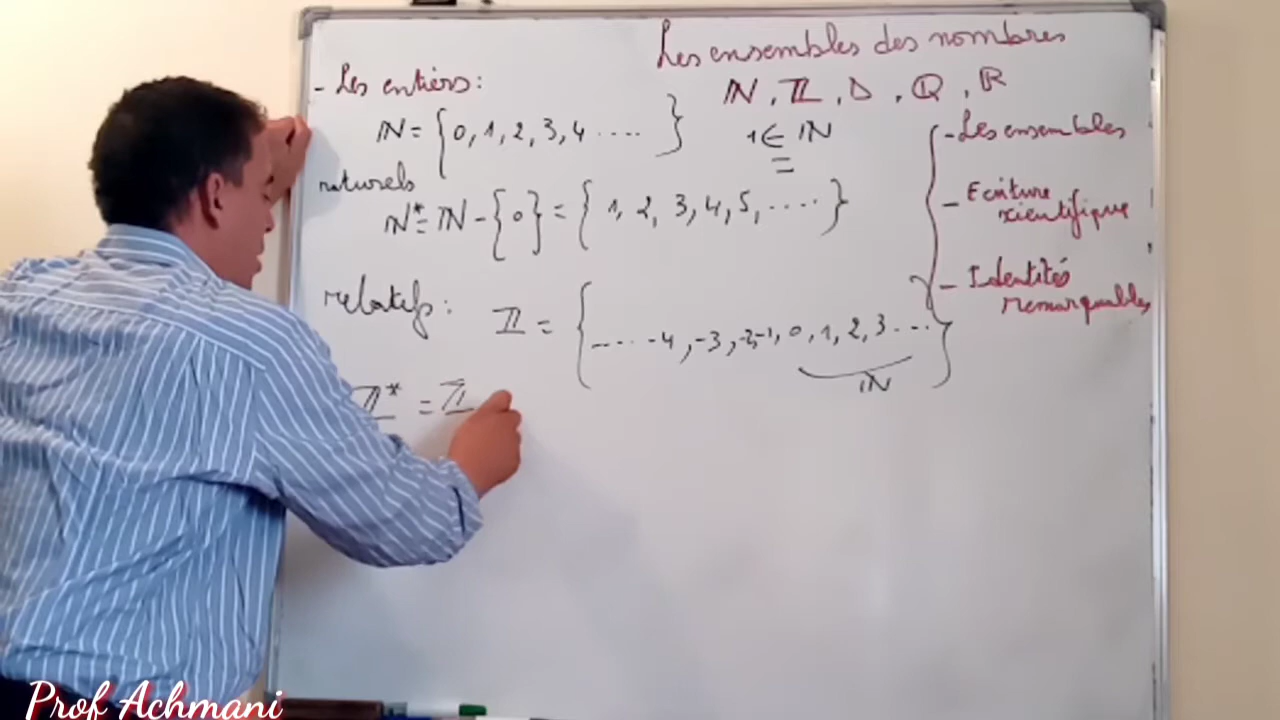 Les ensembles des nombres
ℕ, ℤ, D, ℚ, ℝ
- Les entiers:
ℕ = {0, 1, 2, 3, 4 ..... }
1 ∈ ℕ
naturels
ℕ* = ℕ - {0} = { 1, 2, 3, 4, 5, ..... }
relatifs:
ℤ = { ..... -4, -3, -2, -1, 0, 1, 2, 3 .... }
ℕ
ℤ* = ℤ
- Les ensembles
- Ecriture
scientifique
- Identités
remarquables
Prof Achmani